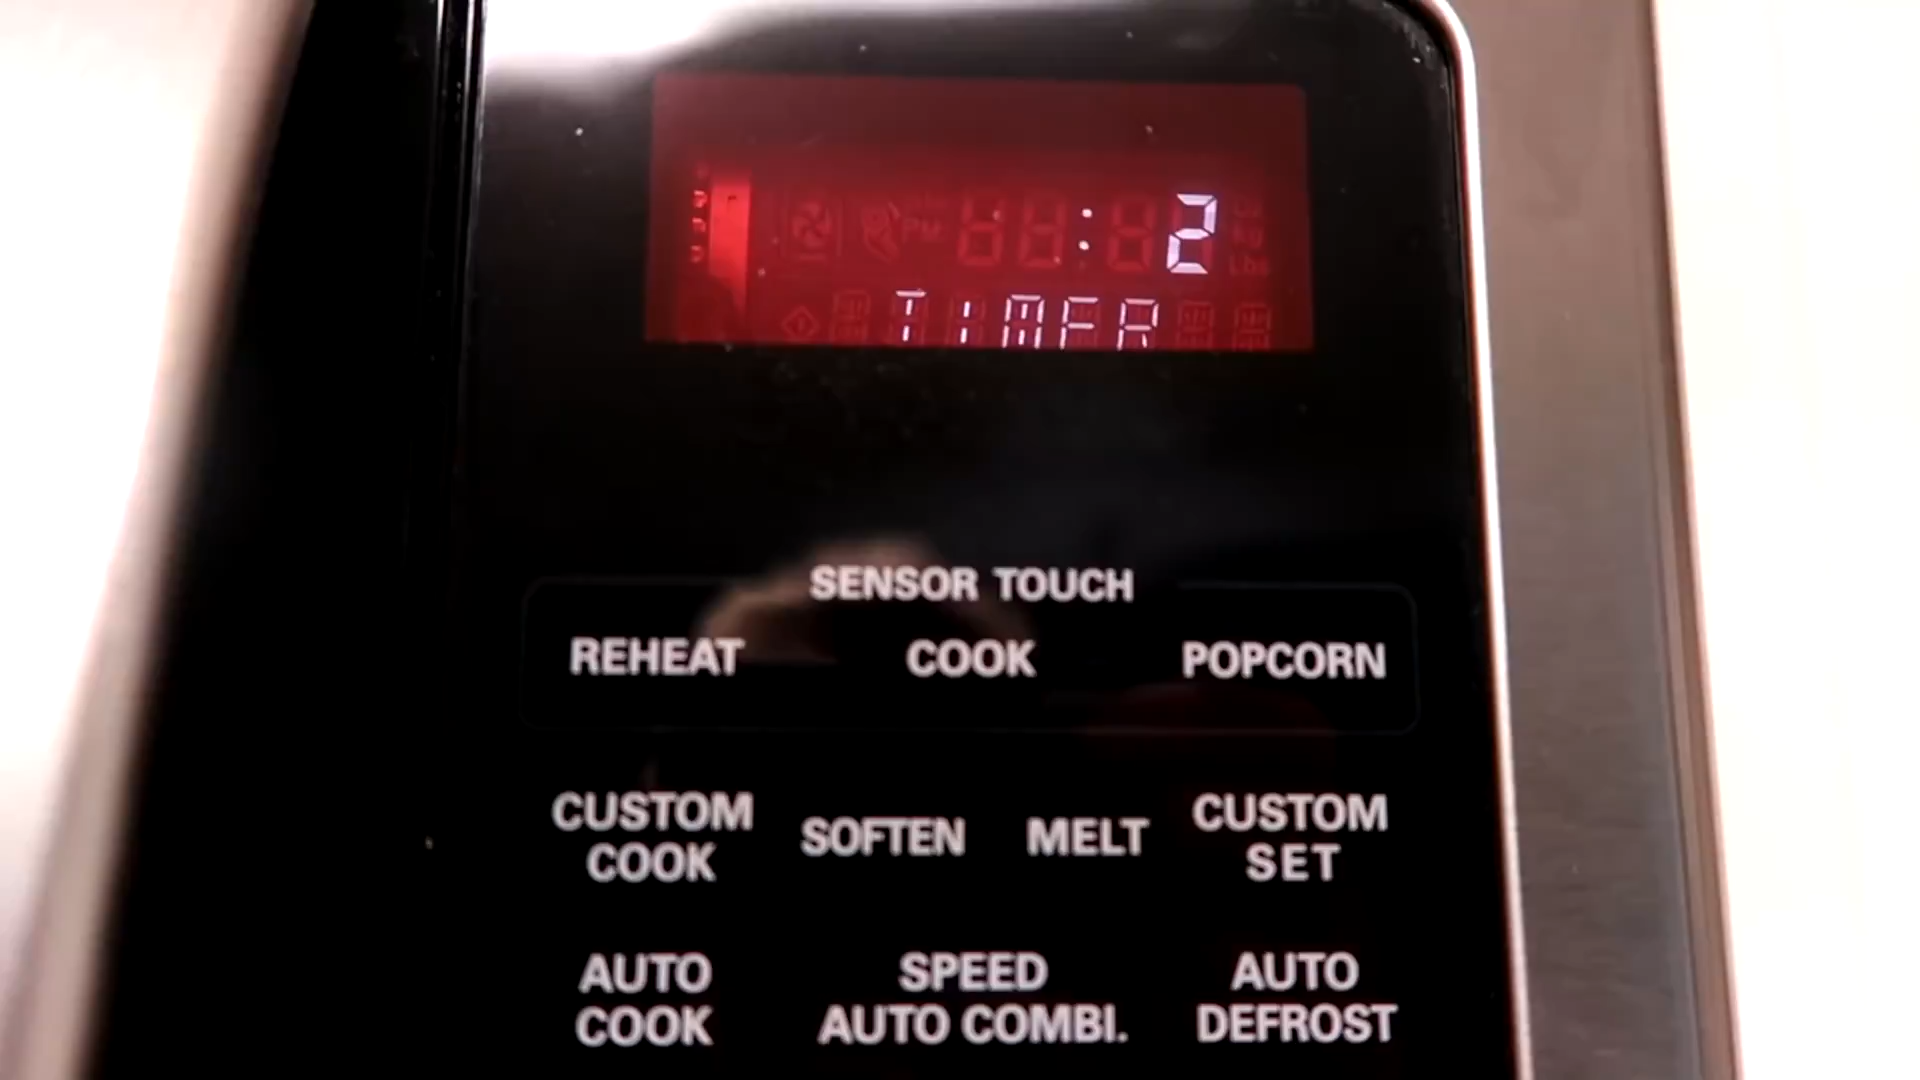 :2
TIMER
SENSOR TOUCH
REHEAT COOK POPCORN
CUSTOM COOK SOFTEN MELT CUSTOM SET
AUTO COOK SPEED AUTO COMBI. AUTO DEFROST